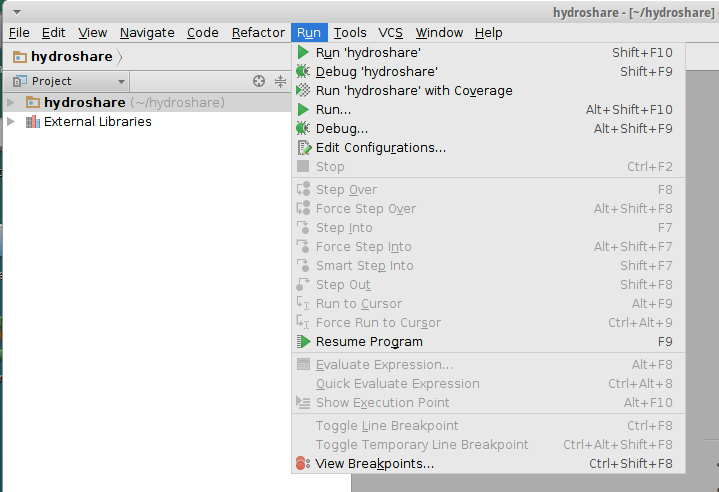 hydroshare - [~/hydroshare]
File Edit View Navigate Code Refactor Run Tools VCS Window Help
hydroshare
Project
hydroshare (~/hydroshare)
External Libraries
Run 'hydroshare' Shift+F10
Debug 'hydroshare' Shift+F9
Run 'hydroshare' with Coverage
Run... Alt+Shift+F10
Debug... Alt+Shift+F9
Edit Configurations...
Stop Ctrl+F2
Step Over F8
Force Step Over Alt+Shift+F8
Step Into F7
Force Step Into Alt+Shift+F7
Smart Step Into Shift+F7
Step Out Shift+F8
Run to Cursor Alt+F9
Force Run to Cursor Ctrl+Alt+9
Resume Program F9
Evaluate Expression... Alt+F8
Quick Evaluate Expression Ctrl+Alt+8
Show Execution Point Alt+F10
Toggle Line Breakpoint Ctrl+F8
Toggle Temporary Line Breakpoint Ctrl+Alt+Shift+F8
View Breakpoints... Ctrl+Shift+F8